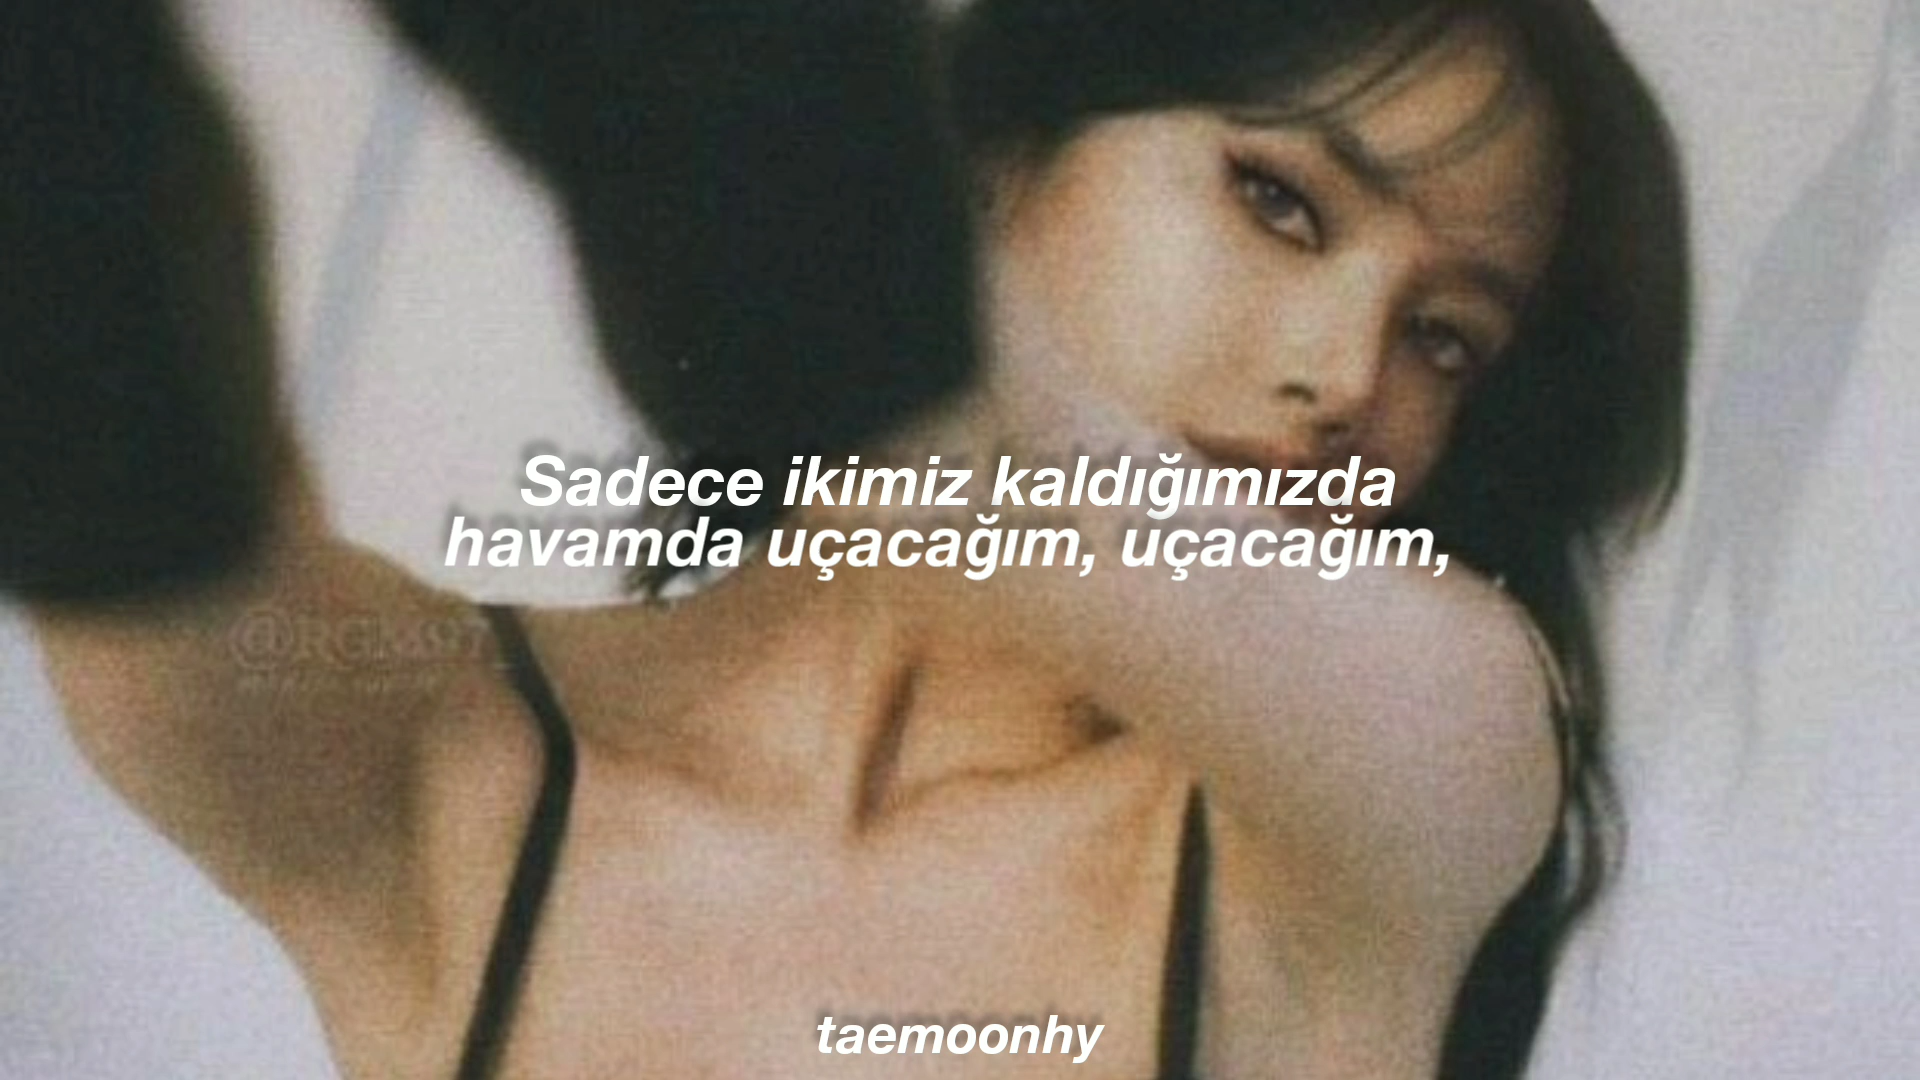 Sadece ikimiz kaldığımızda
havamda uçacağım, uçacağım,
taemoonhy